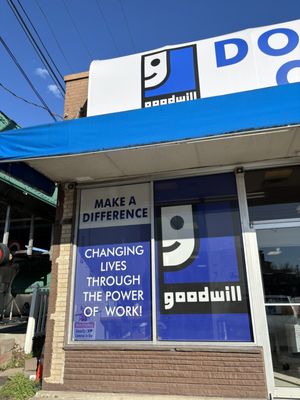 DO
goodwill
MAKE A
DIFFERENCE
CHANGING
LIVES
THROUGH
THE POWER
OF WORK!
goodwill